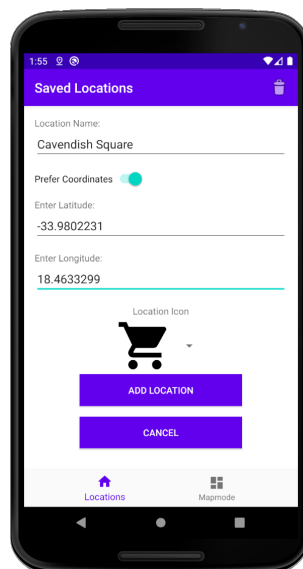 1:55
Saved Locations
Location Name:
Cavendish Square
Prefer Coordinates
Enter Latitude:
-33.9802231
Enter Longitude:
18.4633299
Location Icon
ADD LOCATION
CANCEL
Locations
Mapmode